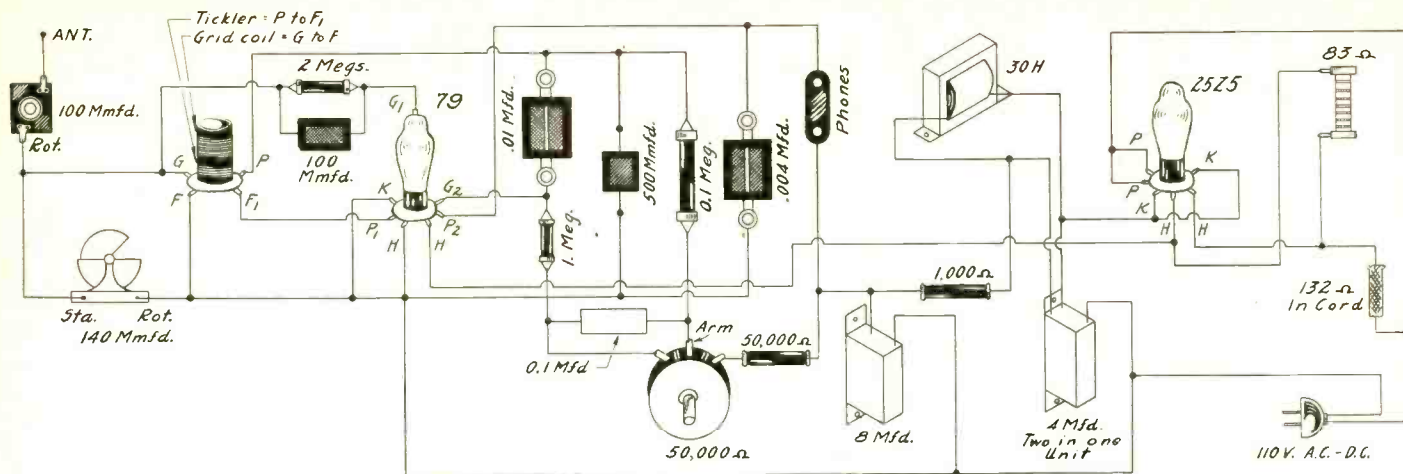 Tickler = P to F1
Grid coil = G to F
ANT.
100 Mmfd.
Rot.
G
P
F
F1
2 Megs.
100
Mmfd.
G1
79
K
G2
P1
P2
H
H
.01 Mfd.
1. Meg.
500 Mmfd.
0.1 Meg.
.004 Mfd.
Phones
Sta.
Rot.
140 Mmfd.
0.1 Mfd
Arm
50,000 Ω
50,000 Ω
8 Mfd.
1,000 Ω
30 H
4 Mfd.
Two in one
Unit
25Z5
P
K
P
K
H
H
83 Ω
132 Ω
In Cord
110 V. A.C.-D.C.